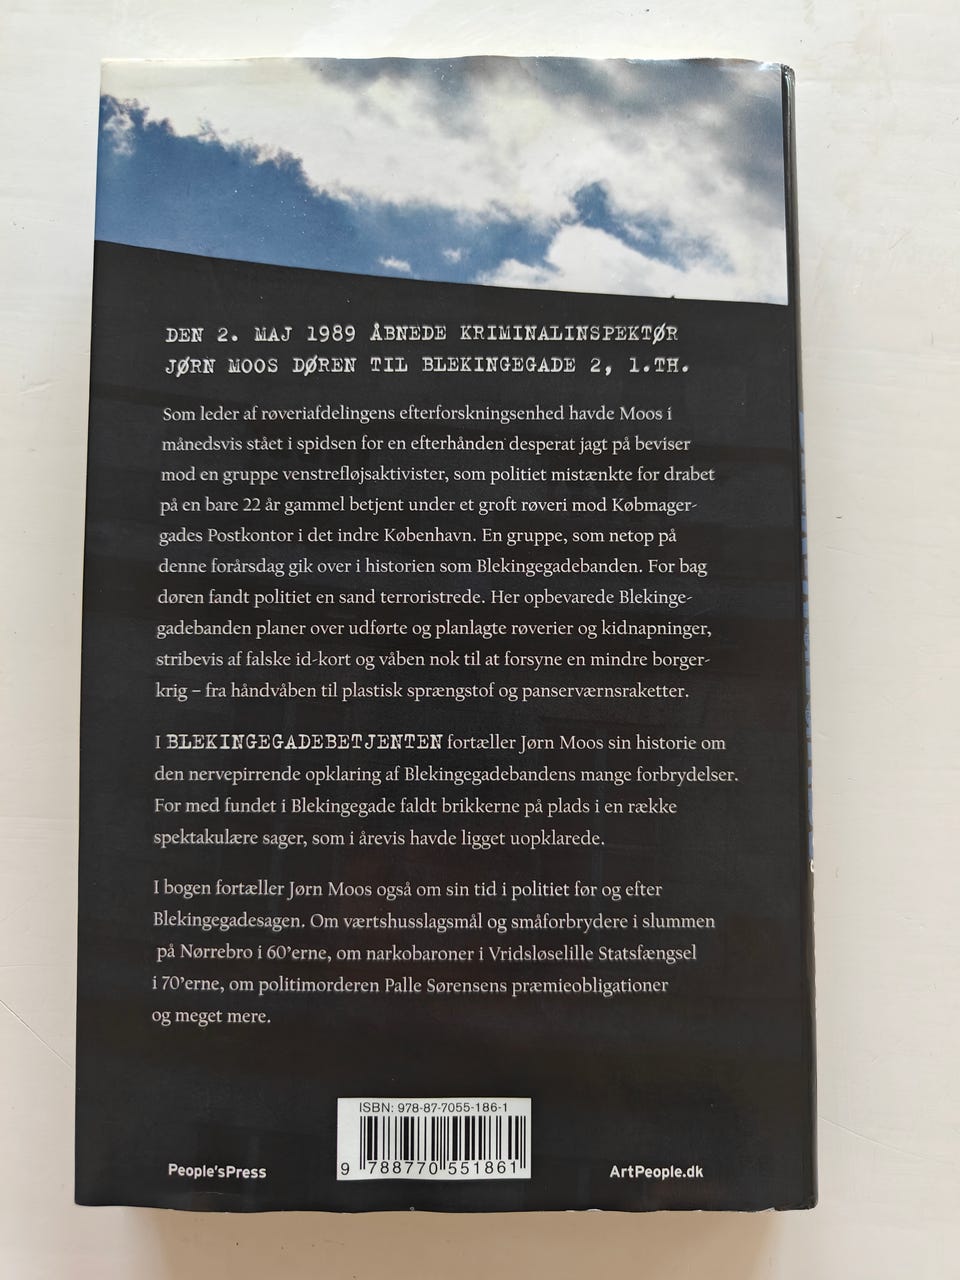 DEN 2. MAJ 1989 ÅBNEDE KRIMINALINSPEKTØR
JØRN MOOS DØREN TIL BLEKINGEGADE 2, 1.TH.
Som leder af røveriafdelingens efterforskningsenhed havde Moos i
månedsvis stået i spidsen for en efterhånden desperat jagt på beviser
mod en gruppe venstrefløjsaktivister, som politiet mistænkte for drabet
på en bare 22 år gammel betjent under et groft røveri mod Købmager-
gades Postkontor i det indre København. En gruppe, som netop på
denne forårsdag gik over i historien som Blekingegadebanden. For bag
døren fandt politiet en sand terroristrede. Her opbevarede Blekinge-
gadebanden planer over udførte og planlagte røverier og kidnapninger,
stribevis af falske id-kort og våben nok til at forsyne en mindre borger-
krig – fra håndvåben til plastisk sprængstof og panserværnsraketter.
I BLEKINGEGADEBETJENTEN fortæller Jørn Moos sin historie om
den nervepirrende opklaring af Blekingegadebandens mange forbrydelser.
For med fundet i Blekingegade faldt brikkerne på plads i en række
spektakulære sager, som i årevis havde ligget uopklarede.
I bogen fortæller Jørn Moos også om sin tid i politiet før og efter
Blekingegadesagen. Om værtshusslagsmål og småforbrydere i slummen
på Nørrebro i 60'erne, om narkobaroner i Vridsløselille Statsfængsel
i 70'erne, om politimorderen Palle Sørensens præmieobligationer
og meget mere.
ISBN: 978-87-7055-186-1
9 788770 551861
People'sPress
ArtPeople.dk